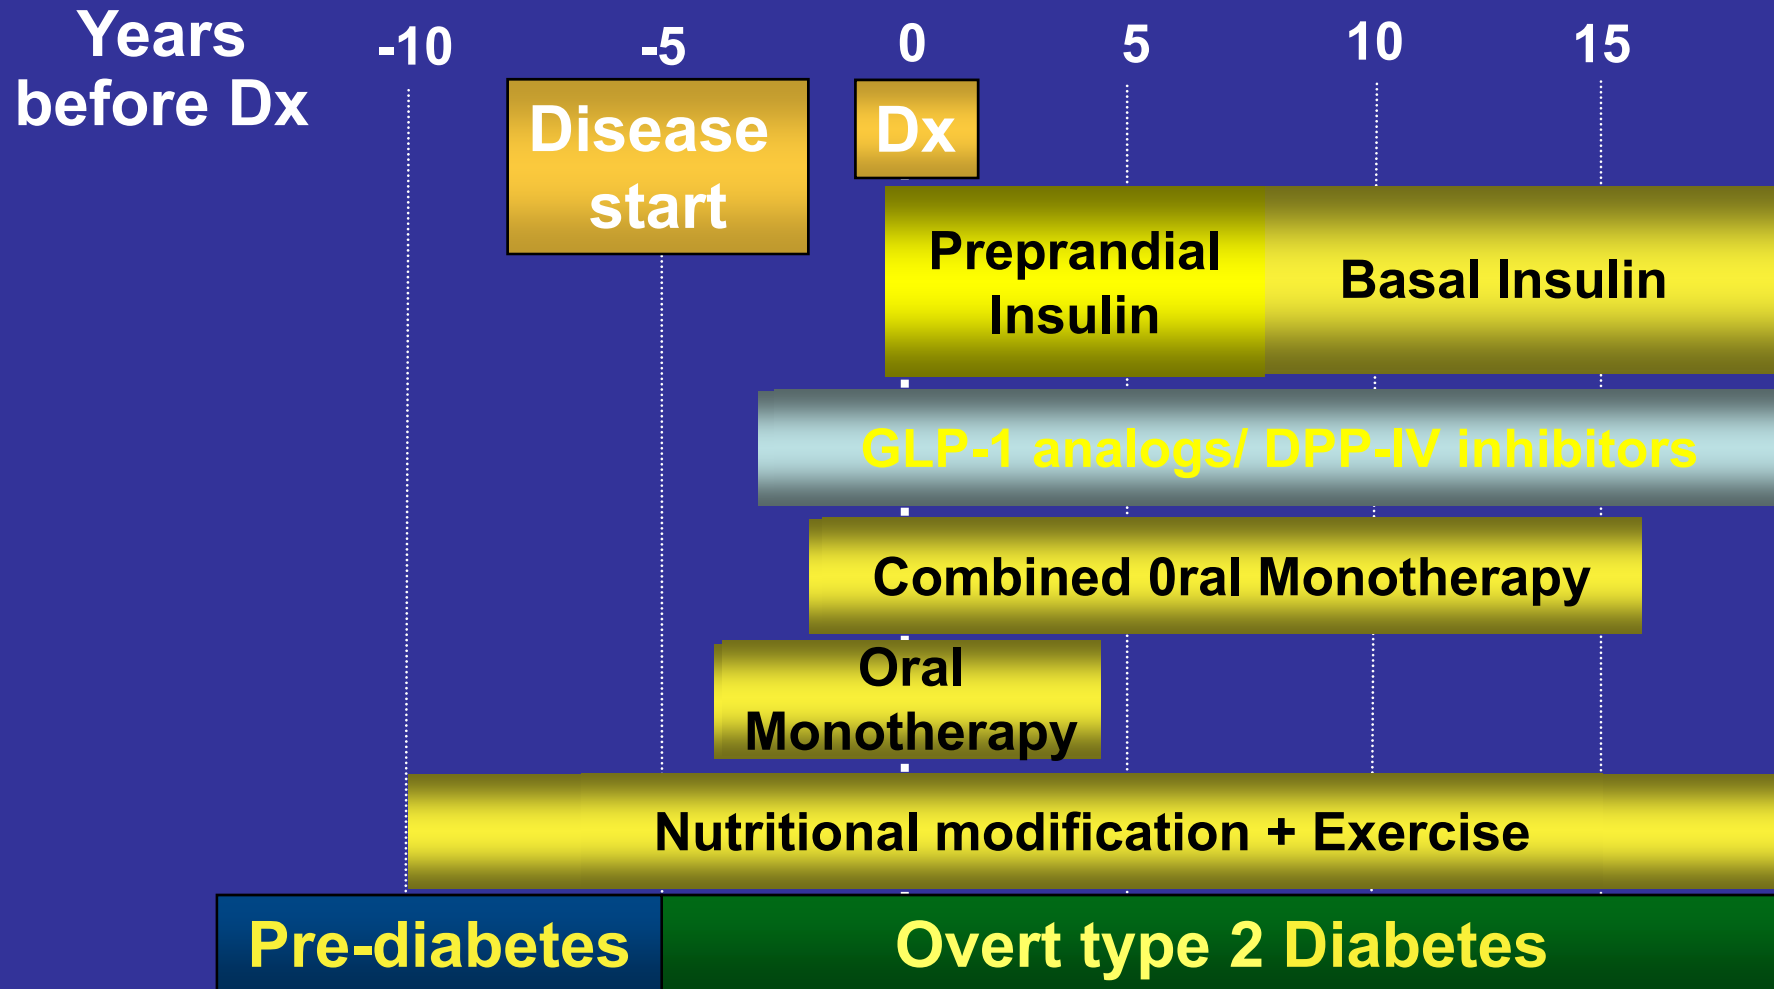 Years
before Dx
-10 -5 0 5 10 15
Disease
start
Dx
Preprandial
Insulin
Basal Insulin
GLP-1 analogs/ DPP-IV inhibitors
Combined 0ral Monotherapy
Oral
Monotherapy
Nutritional modification + Exercise
Pre-diabetes
Overt type 2 Diabetes